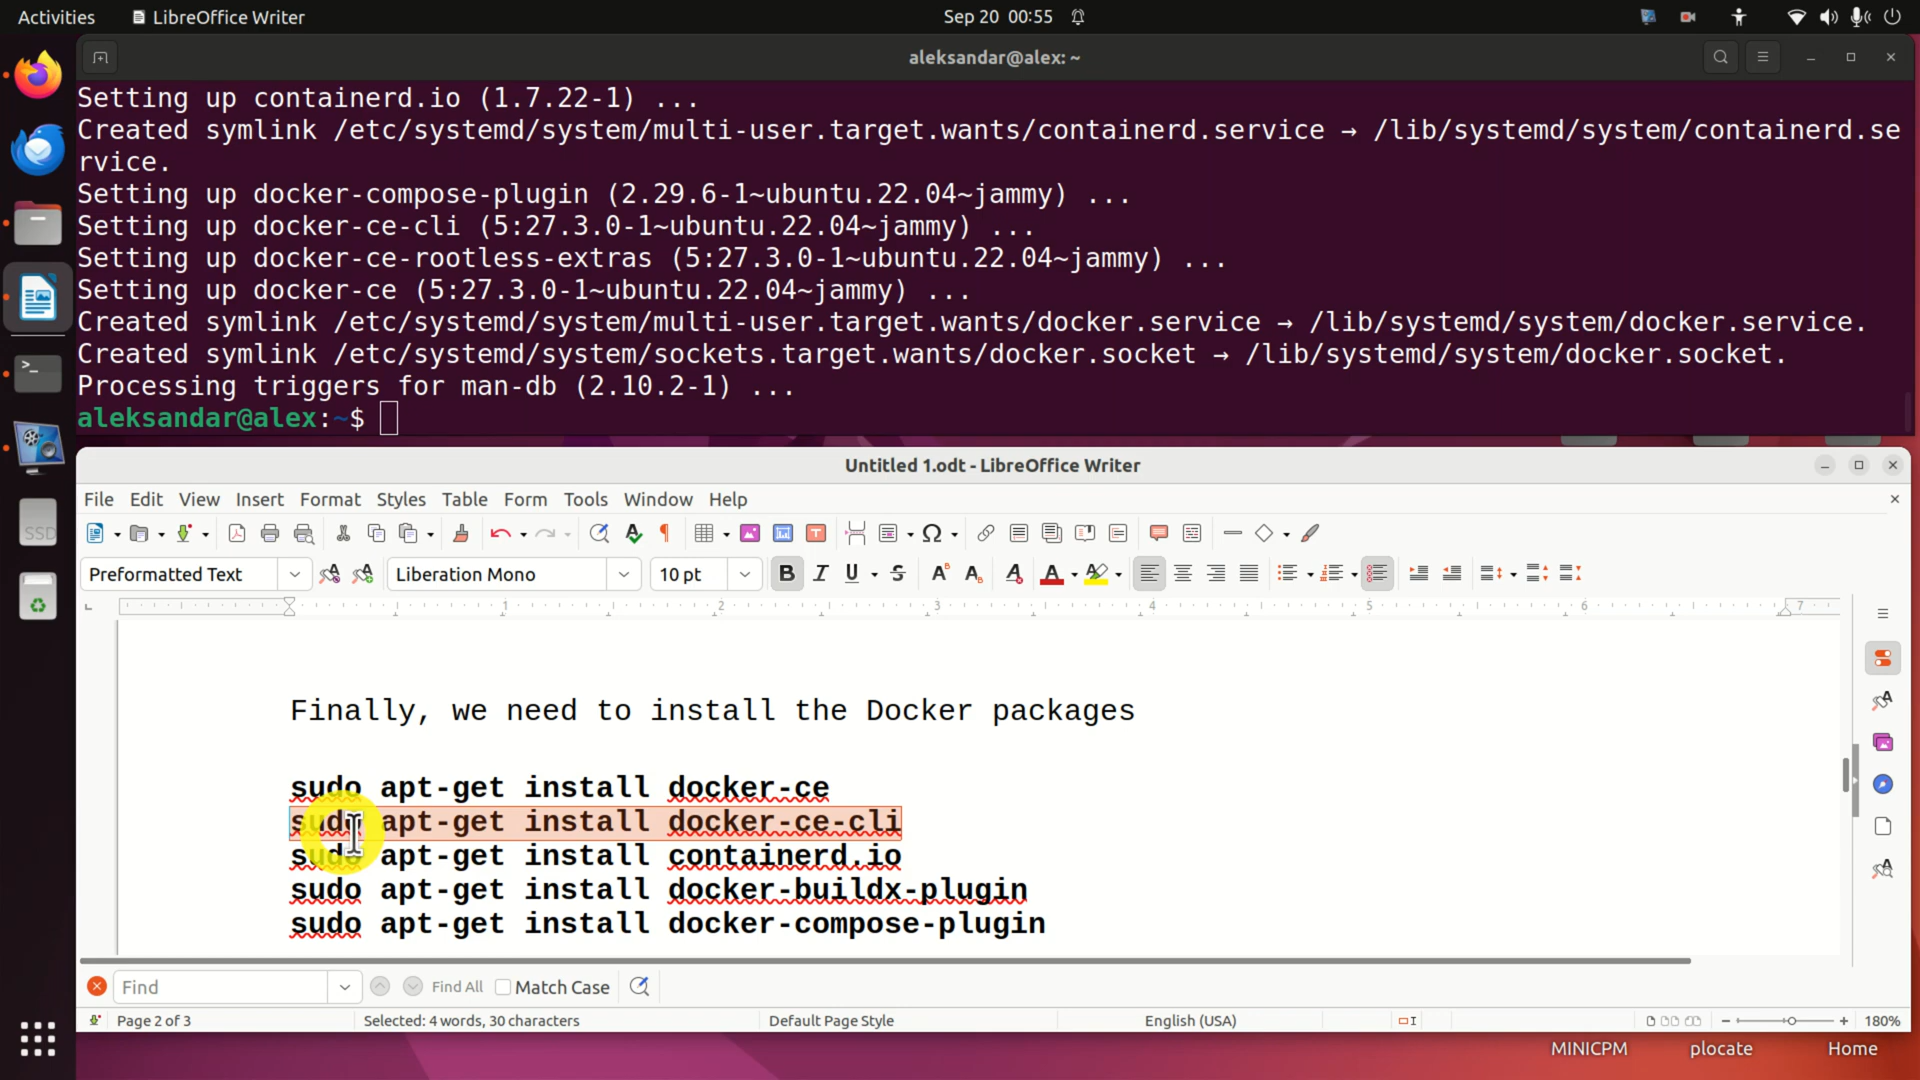 Activities
LibreOffice Writer
Sep 20 00:55
aleksandar@alex: ~
Setting up containerd.io (1.7.22-1) ...
Created symlink /etc/systemd/system/multi-user.target.wants/containerd.service → /lib/systemd/system/containerd.se
rvice.
Setting up docker-compose-plugin (2.29.6-1~ubuntu.22.04~jammy) ...
Setting up docker-ce-cli (5:27.3.0-1~ubuntu.22.04~jammy) ...
Setting up docker-ce-rootless-extras (5:27.3.0-1~ubuntu.22.04~jammy) ...
Setting up docker-ce (5:27.3.0-1~ubuntu.22.04~jammy) ...
Created symlink /etc/systemd/system/multi-user.target.wants/docker.service → /lib/systemd/system/docker.service.
Created symlink /etc/systemd/system/sockets.target.wants/docker.socket → /lib/systemd/system/docker.socket.
Processing triggers for man-db (2.10.2-1) ...
aleksandar@alex:~$
SSD
Untitled 1.odt - LibreOffice Writer
File Edit View Insert Format Styles Table Form Tools Window Help
Preformatted Text
Liberation Mono
10 pt
1 2 3 4 5 6 7
Finally, we need to install the Docker packages
sudo apt-get install docker-ce
sudo apt-get install docker-ce-cli
sudo apt-get install containerd.io
sudo apt-get install docker-buildx-plugin
sudo apt-get install docker-compose-plugin
Find
Find All
Match Case
Page 2 of 3
Selected: 4 words, 30 characters
Default Page Style
English (USA)
180%
MINICPM
plocate
Home